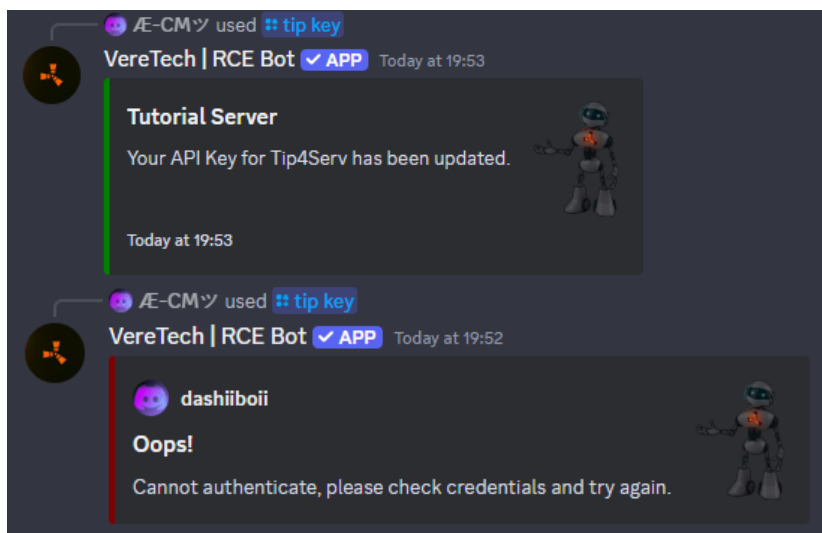 Æ-CMツ used tip key
VereTech | RCE Bot ✓ APP Today at 19:53
Tutorial Server
Your API Key for Tip4Serv has been updated.
Today at 19:53
Æ-CMツ used tip key
VereTech | RCE Bot ✓ APP Today at 19:52
dashiiboii
Oops!
Cannot authenticate, please check credentials and try again.